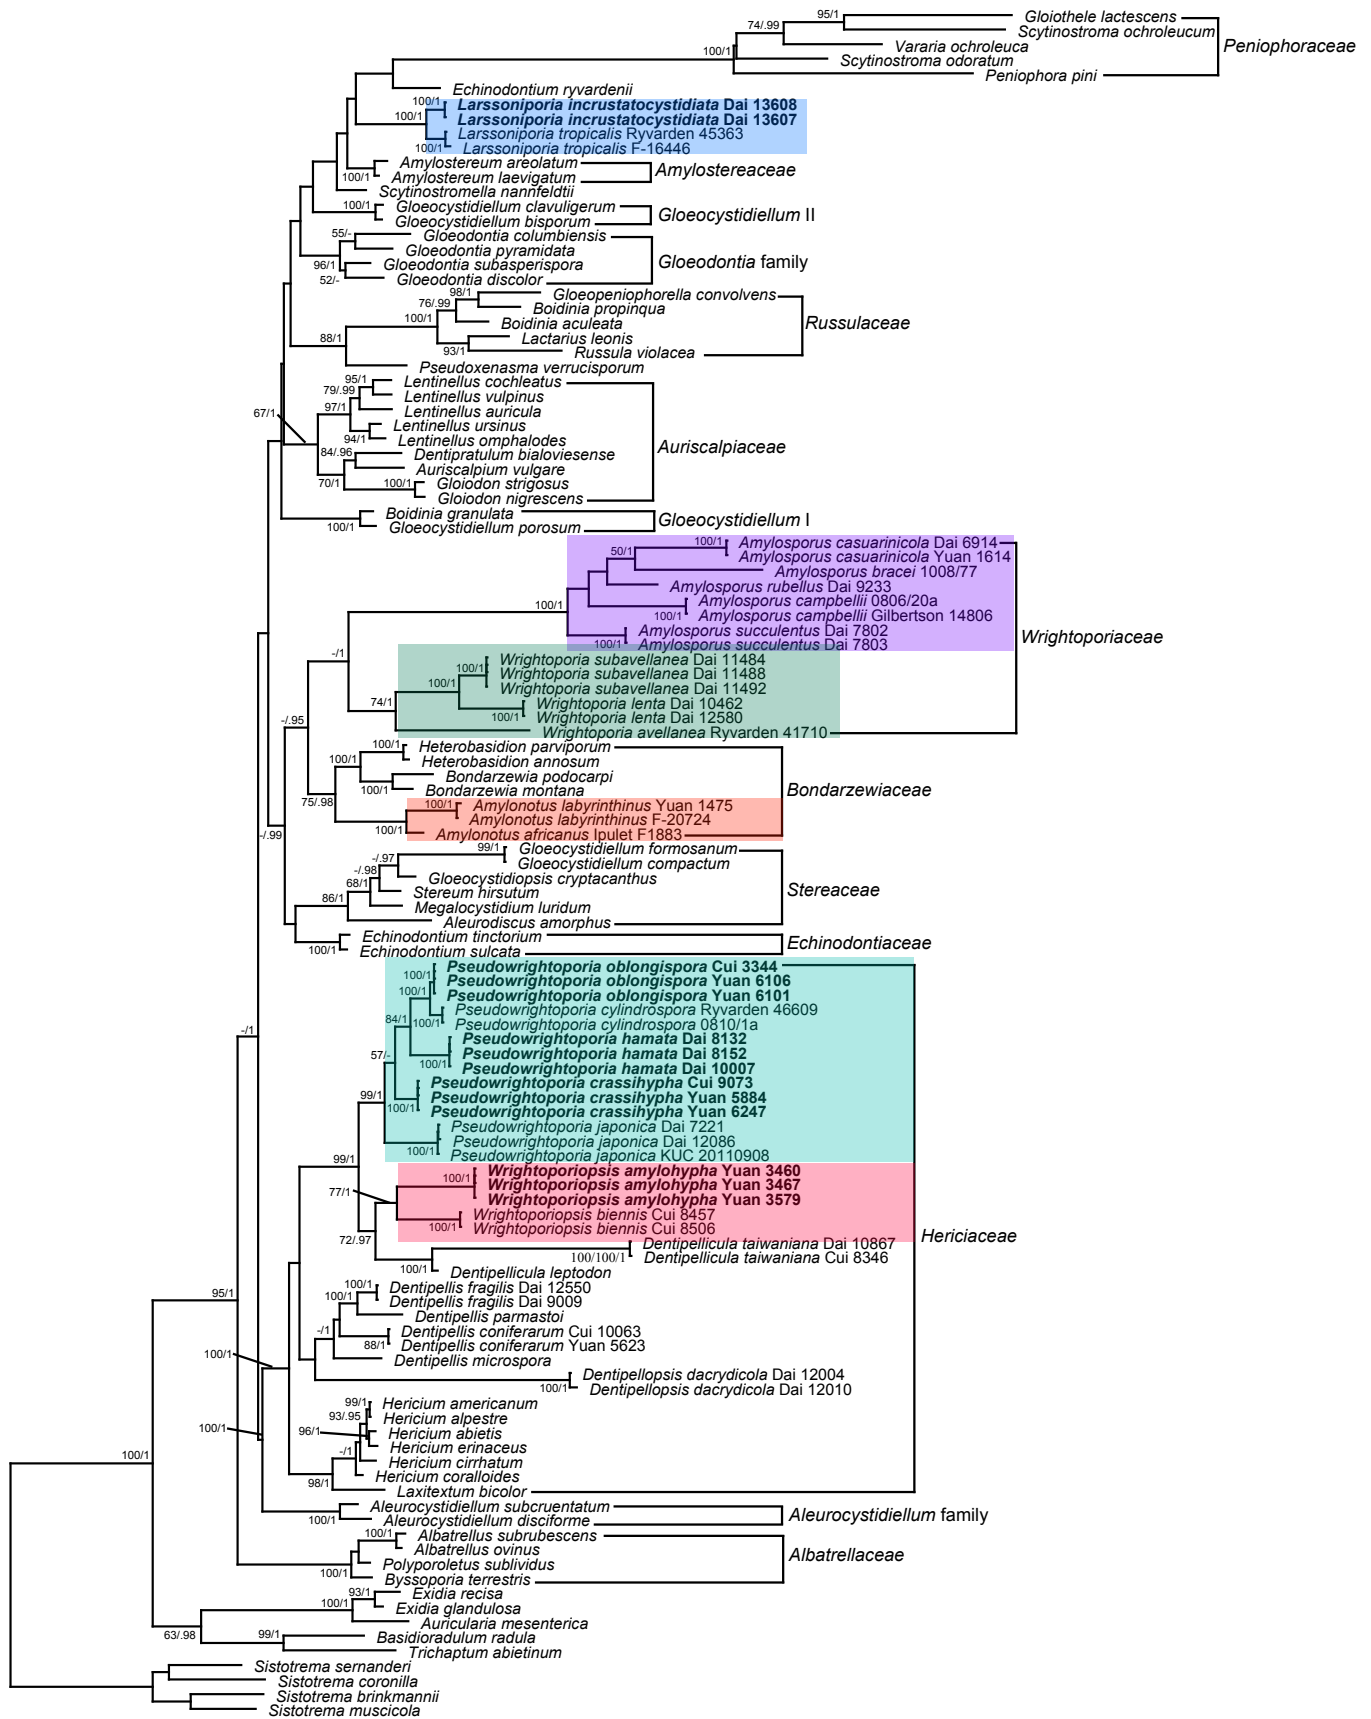 95/1
Gloiothele lactescens
74/.99
Scytinostroma ochroleucum
Vararia ochroleuca
Peniophoraceae
100/1
Scytinostroma odoratum
Peniophora pini
Echinodontium ryvardenii
100/1
Larssoniporia incrustatocystidiata Dai 13608
100/1
Larssoniporia incrustatocystidiata Dai 13607
Larssoniporia tropicalis Ryvarden 45363
100/1
Larssoniporia tropicalis F-16446
Amylostereum areolatum
Amylostereaceae
100/1
Amylostereum laevigatum
Scytinostromella nannfeldtii
100/1
Gloeocystidiellum clavuligerum
Gloeocystidiellum II
Gloeocystidiellum bisporum
55/-
Gloeodontia columbiensis
Gloeodontia pyramidata
96/1
Gloeodontia subasperispora
Gloeodontia family
52/-
Gloeodontia discolor
98/1
Gloeopeniophorella convolvens
76/.99
Boidinia propinqua
100/1
Boidinia aculeata
Russulaceae
88/1
Lactarius leonis
93/1
Russula violacea
Pseudoxenasma verrucisporum
95/1
Lentinellus cochleatus
79/.99
Lentinellus vulpinus
97/1
Lentinellus auricula
67/1
Lentinellus ursinus
94/1
Lentinellus omphalodes
Auriscalpiaceae
84/.96
Dentipratulum bialoviesense
Auriscalpium vulgare
70/1
100/1
Gloiodon strigosus
Gloiodon nigrescens
Boidinia granulata
Gloeocystidiellum I
100/1
Gloeocystidiellum porosum
100/1
Amylosporus casuarinicola Dai 6914
50/1
Amylosporus casuarinicola Yuan 1614
Amylosporus bracei 1008/77
Amylosporus rubellus Dai 9233
100/1
Amylosporus campbellii 0806/20a
100/1
Amylosporus campbellii Gilbertson 14806
Amylosporus succulentus Dai 7802
Wrightoporiaceae
100/1
Amylosporus succulentus Dai 7803
-/1
Wrightoporia subavellanea Dai 11484
100/1
Wrightoporia subavellanea Dai 11488
100/1
Wrightoporia subavellanea Dai 11492
74/1
Wrightoporia lenta Dai 10462
100/1
Wrightoporia lenta Dai 12580
-/.95
Wrightoporia avellanea Ryvarden 41710
100/1
Heterobasidion parviporum
100/1
Heterobasidion annosum
Bondarzewia podocarpi
100/1
Bondarzewia montana
Bondarzewiaceae
75/.98
100/1
Amylonotus labyrinthinus Yuan 1475
Amylonotus labyrinthinus F-20724
100/1
Amylonotus africanus Ipulet F1883
-/.99
99/1
Gloeocystidiellum formosanum
-/.97
Gloeocystidiellum compactum
-/.98
Gloeocystidiopsis cryptacanthus
68/1
Stereum hirsutum
Stereaceae
86/1
Megalocystidium luridum
Aleurodiscus amorphus
Echinodontium tinctorium
Echinodontiaceae
100/1
Echinodontium sulcata
Pseudowrightoporia oblongispora Cui 3344
100/1
Pseudowrightoporia oblongispora Yuan 6106
100/1
Pseudowrightoporia oblongispora Yuan 6101
Pseudowrightoporia cylindrospora Ryvarden 46609
84/1
100/1
Pseudowrightoporia cylindrospora 0810/1a
-/1
Pseudowrightoporia hamata Dai 8132
57/-
Pseudowrightoporia hamata Dai 8152
100/1
Pseudowrightoporia hamata Dai 10007
Pseudowrightoporia crassihypha Cui 9073
Pseudowrightoporia crassihypha Yuan 5884
99/1
100/1
Pseudowrightoporia crassihypha Yuan 6247
Pseudowrightoporia japonica Dai 7221
Pseudowrightoporia japonica Dai 12086
100/1
Pseudowrightoporia japonica KUC 20110908
99/1
Wrightoporiopsis amylohypha Yuan 3460
100/1
Wrightoporiopsis amylohypha Yuan 3467
77/1
Wrightoporiopsis amylohypha Yuan 3579
Wrightoporiopsis biennis Cui 8457
100/1
Wrightoporiopsis biennis Cui 8506
Hericiaceae
72/.97
Dentipellicula taiwaniana Dai 10867
100/100/1
Dentipellicula taiwaniana Cui 8346
100/1
Dentipellicula leptodon
100/1
Dentipellis fragilis Dai 12550
95/1
100/1
Dentipellis fragilis Dai 9009
Dentipellis parmastoi
-/1
Dentipellis coniferarum Cui 10063
88/1
Dentipellis coniferarum Yuan 5623
100/1
Dentipellis microspora
Dentipellopsis dacrydicola Dai 12004
100/1
Dentipellopsis dacrydicola Dai 12010
99/1
Hericium americanum
93/.95
Hericium alpestre
100/1
96/1
Hericium abietis
Hericium erinaceus
-/1
Hericium cirrhatum
100/1
Hericium coralloides
98/1
Laxitextum bicolor
Aleurocystidiellum subcruentatum
Aleurocystidiellum family
100/1
Aleurocystidiellum disciforme
100/1
Albatrellus subrubescens
Albatrellus ovinus
Albatrellaceae
Polyporoletus sublividus
100/1
Byssoporia terrestris
93/1
Exidia recisa
100/1
Exidia glandulosa
Auricularia mesenterica
63/.98
99/1
Basidioradulum radula
Trichaptum abietinum
Sistotrema sernanderi
Sistotrema coronilla
Sistotrema brinkmannii
Sistotrema muscicola